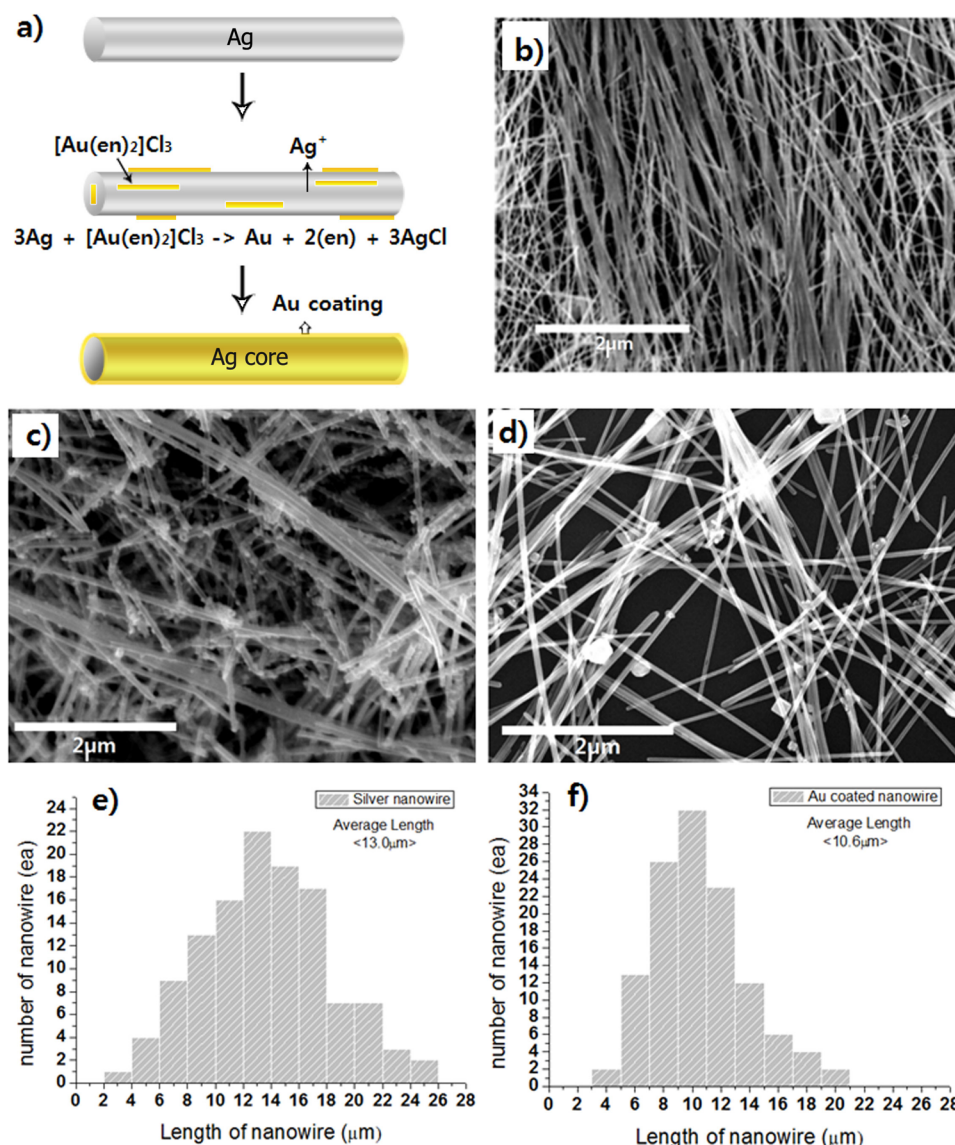 a)
Ag
[Au(en)2]Cl3
Ag+
3Ag + [Au(en)2]Cl3 -> Au + 2(en) + 3AgCl
Au coating
Ag core
b)
2μm
c)
2μm
d)
2μm
e)
Silver nanowire
Average Length
<13.0μm>
number of nanowire (ea)
24
22
20
18
16
14
12
10
8
6
4
2
0
0 2 4 6 8 10 12 14 16 18 20 22 24 26 28
Length of nanowire (μm)
f)
Au coated nanowire
Average Length
<10.6μm>
number of nanowire (ea)
34
32
30
28
26
24
22
20
18
16
14
12
10
8
6
4
2
0
0 2 4 6 8 10 12 14 16 18 20 22 24 26 28
Length of nanowire (μm)